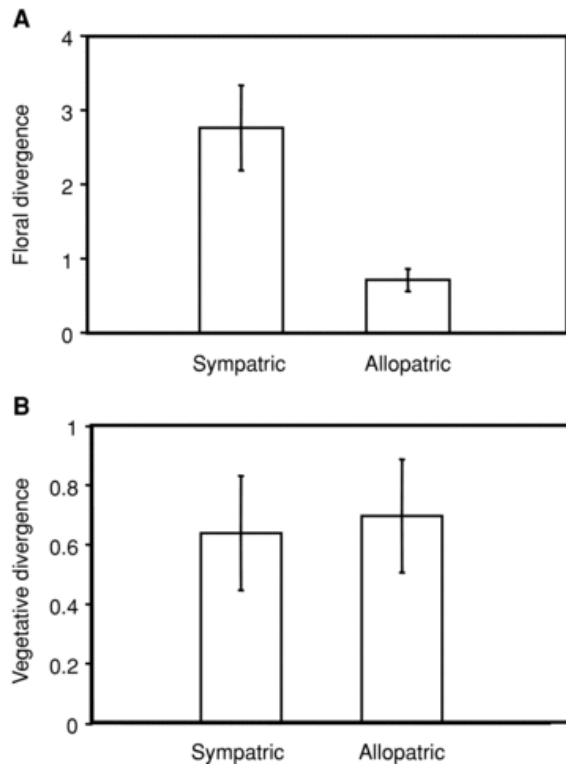 A
Floral divergence
4
3
2
1
0
Sympatric Allopatric
B
Vegetative divergence
1
0.8
0.6
0.4
0.2
0
Sympatric Allopatric